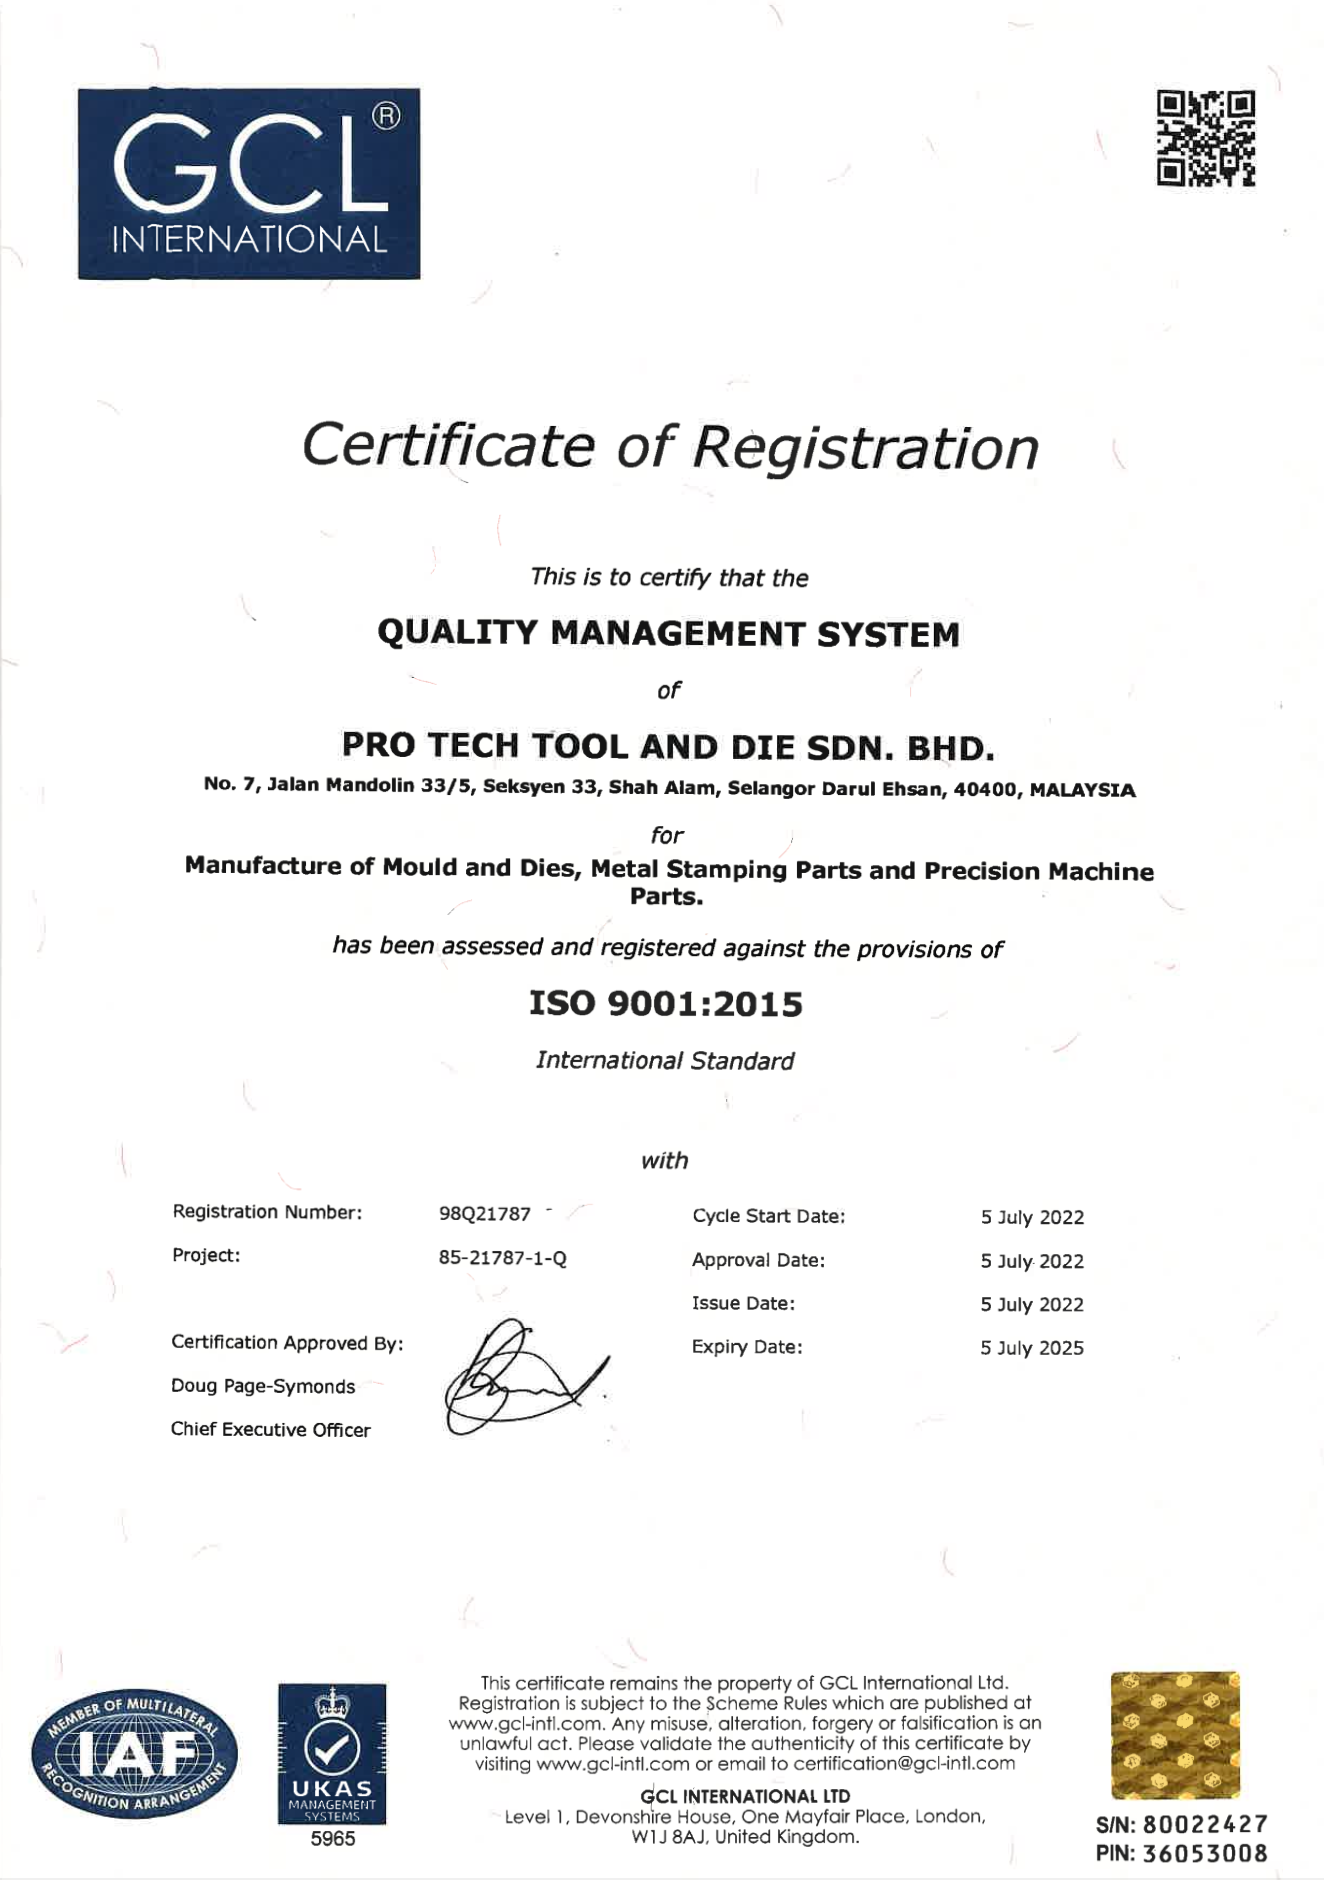 GCL®
INTERNATIONAL
Certificate of Registration
This is to certify that the
QUALITY MANAGEMENT SYSTEM
of
PRO TECH TOOL AND DIE SDN. BHD.
No. 7, Jalan Mandolin 33/5, Seksyen 33, Shah Alam, Selangor Darul Ehsan, 40400, MALAYSIA
for
Manufacture of Mould and Dies, Metal Stamping Parts and Precision Machine
Parts.
has been assessed and registered against the provisions of
ISO 9001:2015
International Standard
with
Registration Number: 98Q21787
Project: 85-21787-1-Q
Cycle Start Date: 5 July 2022
Approval Date: 5 July 2022
Issue Date: 5 July 2022
Expiry Date: 5 July 2025
Certification Approved By:
Doug Page-Symonds
Chief Executive Officer
MEMBER OF MULTILATERAL
IAF
RECOGNITION ARRANGEMENT
UKAS
MANAGEMENT
SYSTEMS
5965
This certificate remains the property of GCL International Ltd.
Registration is subject to the Scheme Rules which are published at
www.gcl-intl.com. Any misuse, alteration, forgery or falsification is an
unlawful act. Please validate the authenticity of this certificate by
visiting www.gcl-intl.com or email to certification@gcl-intl.com
GCL INTERNATIONAL LTD
Level 1, Devonshire House, One Mayfair Place, London,
W1J 8AJ, United Kingdom.
S/N: 80022427
PIN: 36053008